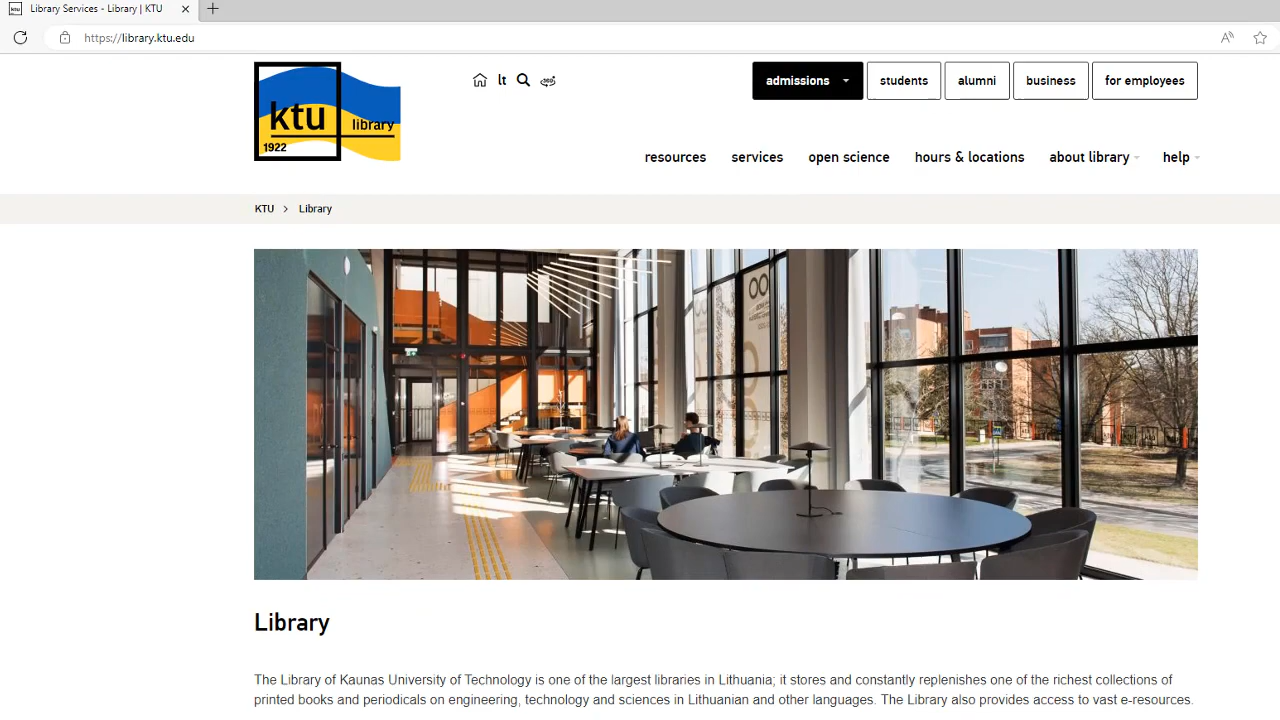 ktu Library Services - Library | KTU
https://library.ktu.edu
ktu
library
1922
lt
360
admissions
students
alumni
business
for employees
resources
services
open science
hours & locations
about library
help
KTU > Library
Library
The Library of Kaunas University of Technology is one of the largest libraries in Lithuania; it stores and constantly replenishes one of the richest collections of
printed books and periodicals on engineering, technology and sciences in Lithuanian and other languages. The Library also provides access to vast e-resources.